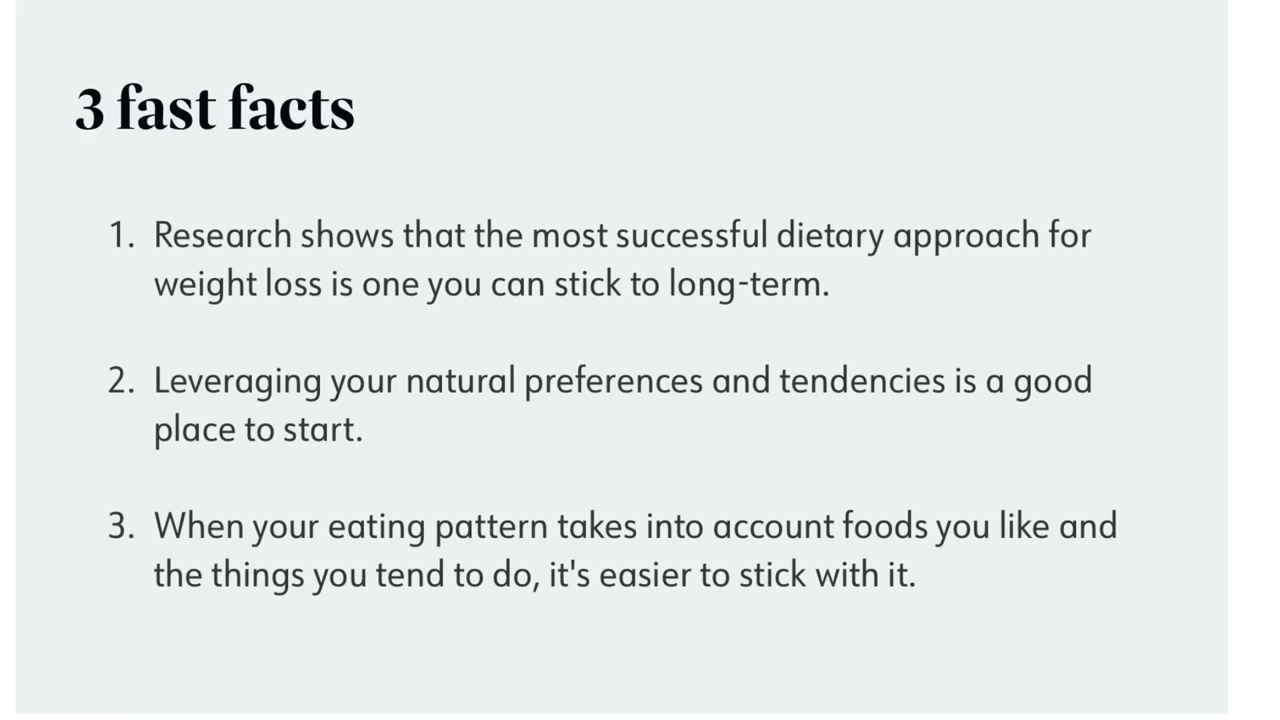 3 fast facts
1. Research shows that the most successful dietary approach for
weight loss is one you can stick to long-term.
2. Leveraging your natural preferences and tendencies is a good
place to start.
3. When your eating pattern takes into account foods you like and
the things you tend to do, it's easier to stick with it.